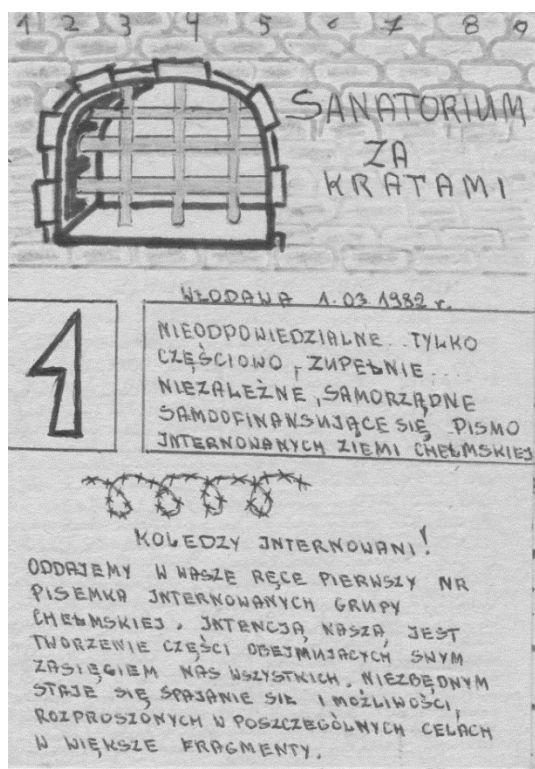 1 2 3 4 5 6 7 8 9
SANATORIUM
ZA
KRATAMI
WŁODAWA 1.03.1982 r.
1
NIEODPOWIEDZIALNE.. TYLKO
CZĘŚCIOWO, ZUPEŁNIE...
NIEZALEŻNE, SAMORZĄDNE
SAMOOFINANSUJĄCE SIĘ PISMO
INTERNOWANYCH ZIEMI CHEŁMSKIEJ
KOLEDZY INTERNOWANI!
ODDAJEMY W WASZE RĘCE PIERWSZY NR
PISEMKA INTERNOWANYCH GRUPY
CHEŁMSKIEJ. INTENCJĄ NASZĄ JEST
TWORZENIE CZĘŚCI OBEJMUJĄCYCH SWYM
ZASIĘGIEM NAS WSZYSTKICH. NIEZBĘDNYM
STAJE SIĘ SPAJANIE SIŁ I MOŻLIWOŚCI,
ROZPROSZONYCH W POSZCZEGÓLNYCH CELACH
W WIĘKSZE FRAGMENTY.